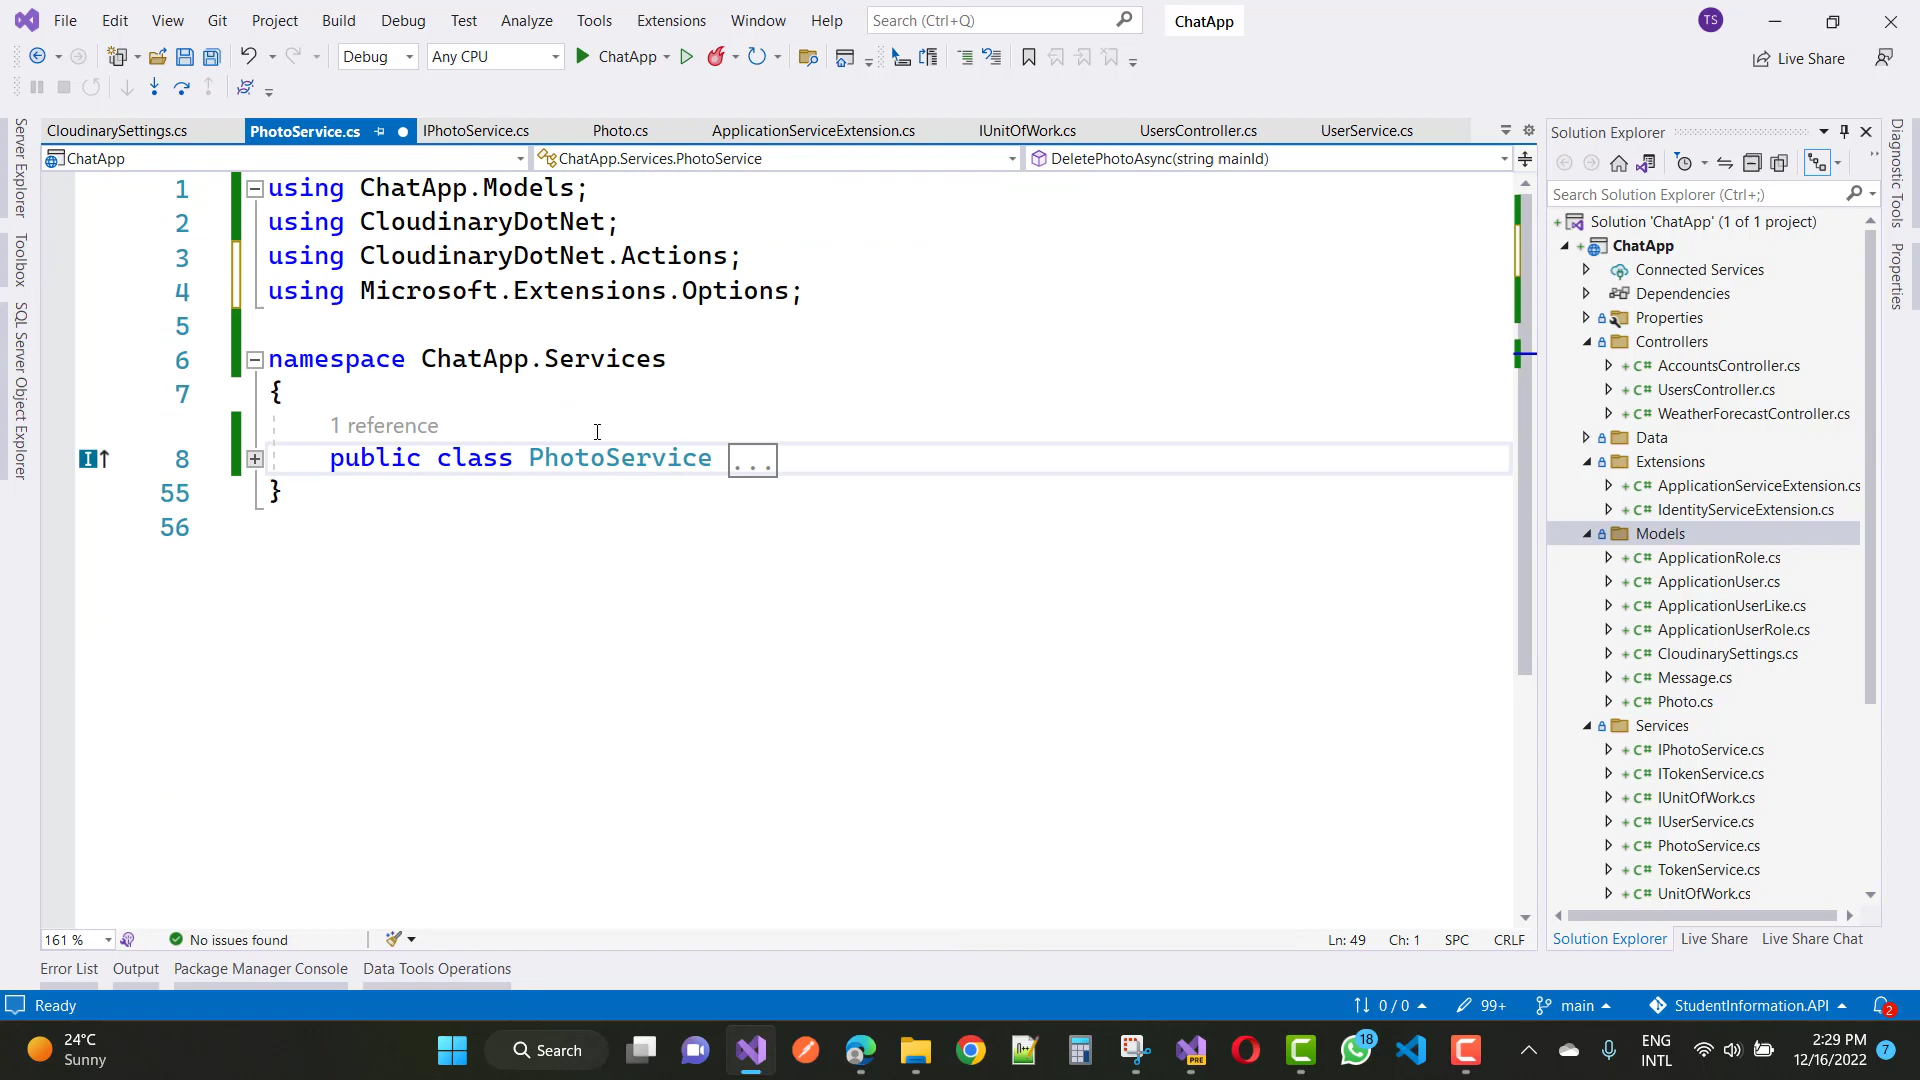 File Edit View Git Project Build Debug Test Analyze Tools Extensions Window Help Search (Ctrl+Q) ChatApp TS
Debug Any CPU ChatApp Live Share
CloudinarySettings.cs PhotoService.cs IPhotoService.cs Photo.cs ApplicationServiceExtension.cs IUnitOfWork.cs UsersController.cs UserService.cs
ChatApp ChatApp.Services.PhotoService DeletePhotoAsync(string mainId)
Server Explorer
Toolbox
SQL Server Object Explorer
1 using ChatApp.Models;
2 using CloudinaryDotNet;
3 using CloudinaryDotNet.Actions;
4 using Microsoft.Extensions.Options;
5
6 namespace ChatApp.Services
7 {
1 reference
8 public class PhotoService ...
55 }
56
161 % No issues found Ln: 49 Ch: 1 SPC CRLF
Solution Explorer
Search Solution Explorer (Ctrl+;)
Solution 'ChatApp' (1 of 1 project)
ChatApp
Connected Services
Dependencies
Properties
Controllers
C# AccountsController.cs
C# UsersController.cs
C# WeatherForecastController.cs
Data
Extensions
C# ApplicationServiceExtension.cs
C# IdentityServiceExtension.cs
Models
C# ApplicationRole.cs
C# ApplicationUser.cs
C# ApplicationUserLike.cs
C# ApplicationUserRole.cs
C# CloudinarySettings.cs
C# Message.cs
C# Photo.cs
Services
C# IPhotoService.cs
C# ITokenService.cs
C# IUnitOfWork.cs
C# IUserService.cs
C# PhotoService.cs
C# TokenService.cs
C# UnitOfWork.cs
Solution Explorer Live Share Live Share Chat
Diagnostic Tools
Properties
Error List Output Package Manager Console Data Tools Operations
Ready 0 / 0 99+ main StudentInformation.API 2
24°C
Sunny
Search
PRE
18
ENG
INTL
2:29 PM
12/16/2022
7